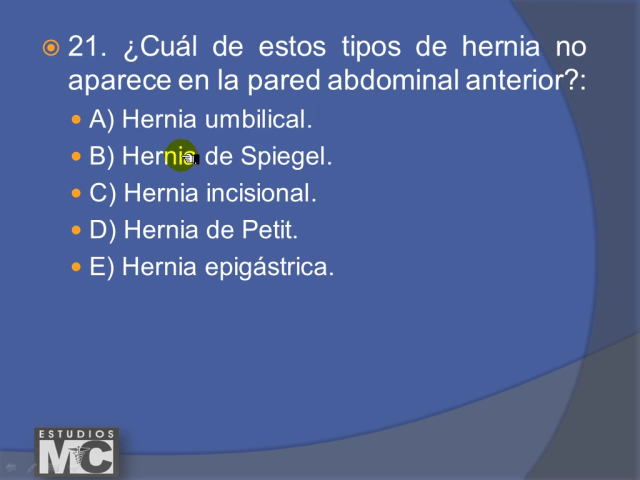 21. ¿Cuál de estos tipos de hernia no
aparece en la pared abdominal anterior?:
A) Hernia umbilical.
B) Hernia de Spiegel.
C) Hernia incisional.
D) Hernia de Petit.
E) Hernia epigástrica.
ESTUDIOS
MC